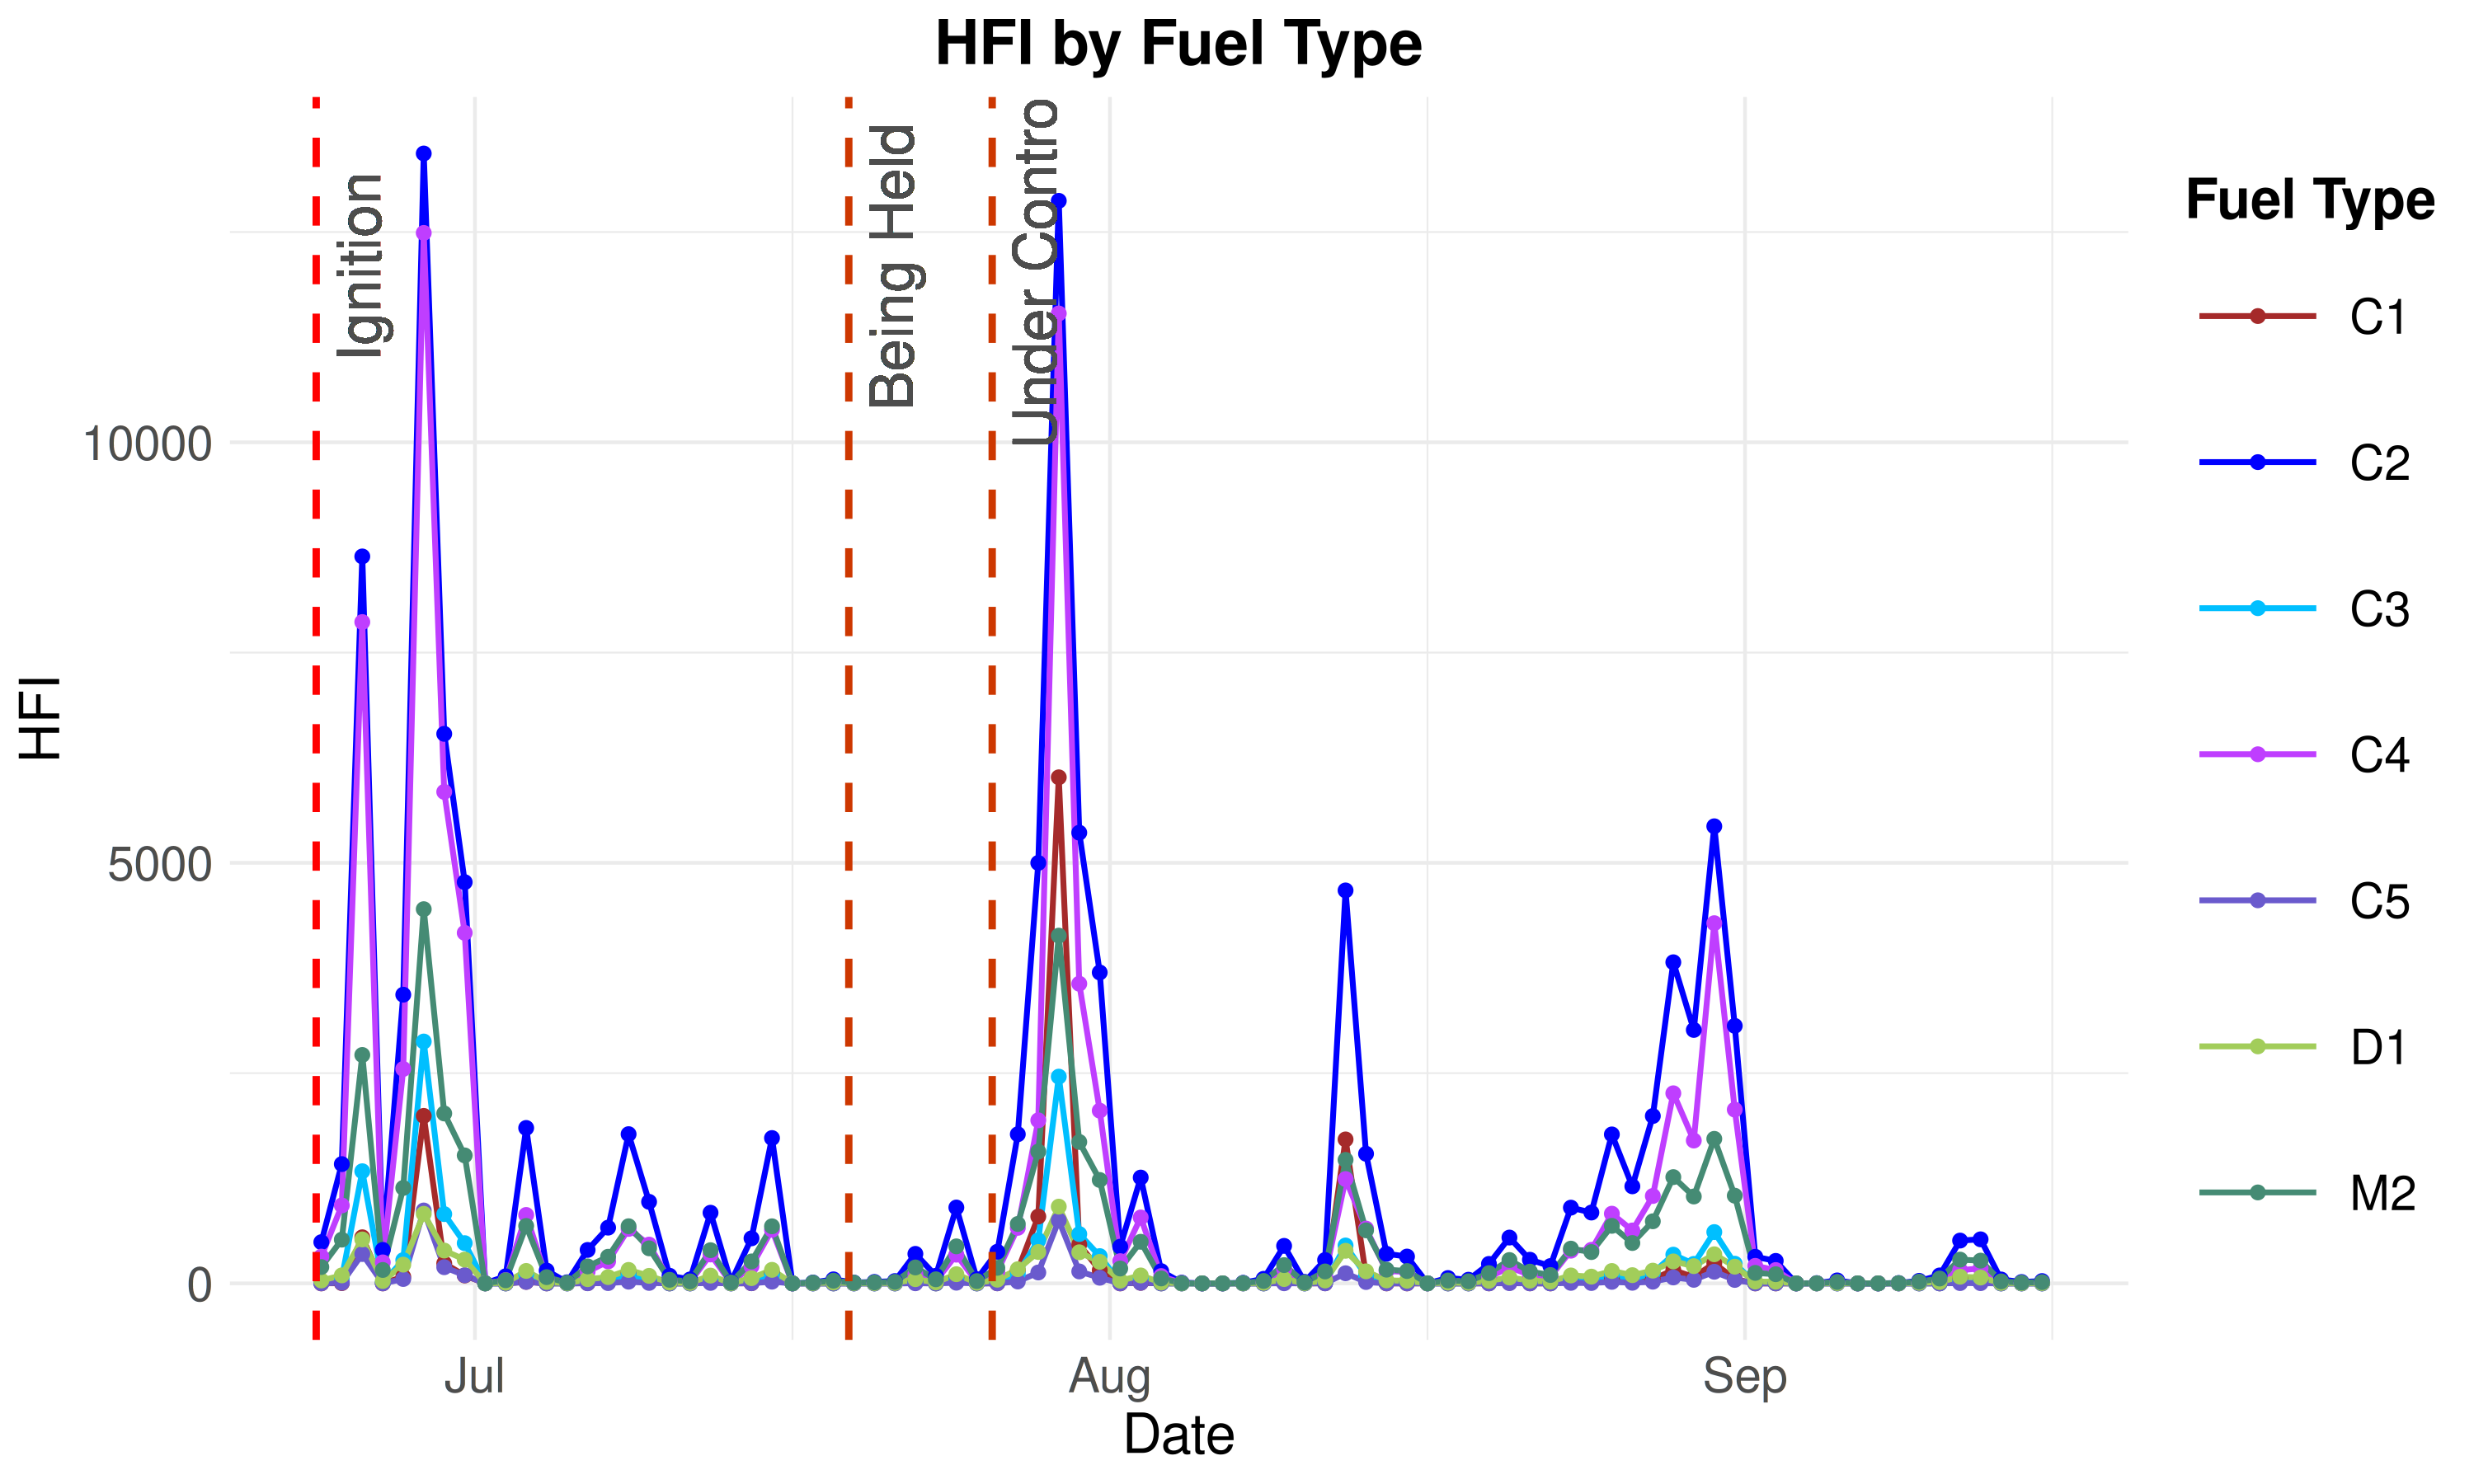 HFI by Fuel Type
Ignition
Being Held
Under Contro
HFI
10000
5000
0
Jul
Aug
Sep
Date
Fuel Type
C1
C2
C3
C4
C5
D1
M2